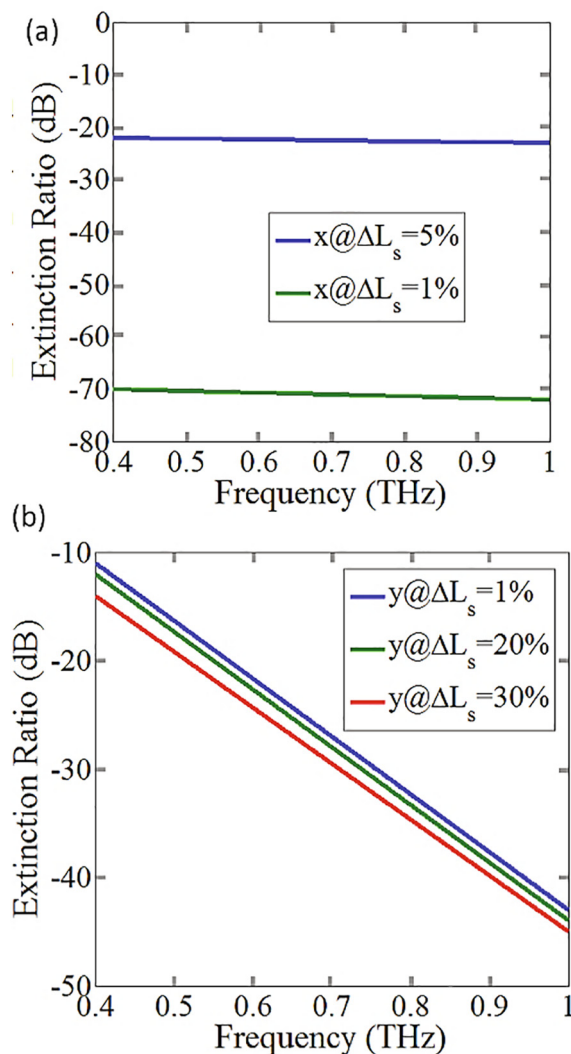 (a)
0
-10
-20
-30
-40
-50
-60
-70
-80
Extinction Ratio (dB)
x@ΔLs=5%
x@ΔLs=1%
0.4 0.5 0.6 0.7 0.8 0.9 1
Frequency (THz)
(b)
-10
-20
-30
-40
-50
Extinction Ratio (dB)
y@ΔLs=1%
y@ΔLs=20%
y@ΔLs=30%
0.4 0.5 0.6 0.7 0.8 0.9 1
Frequency (THz)